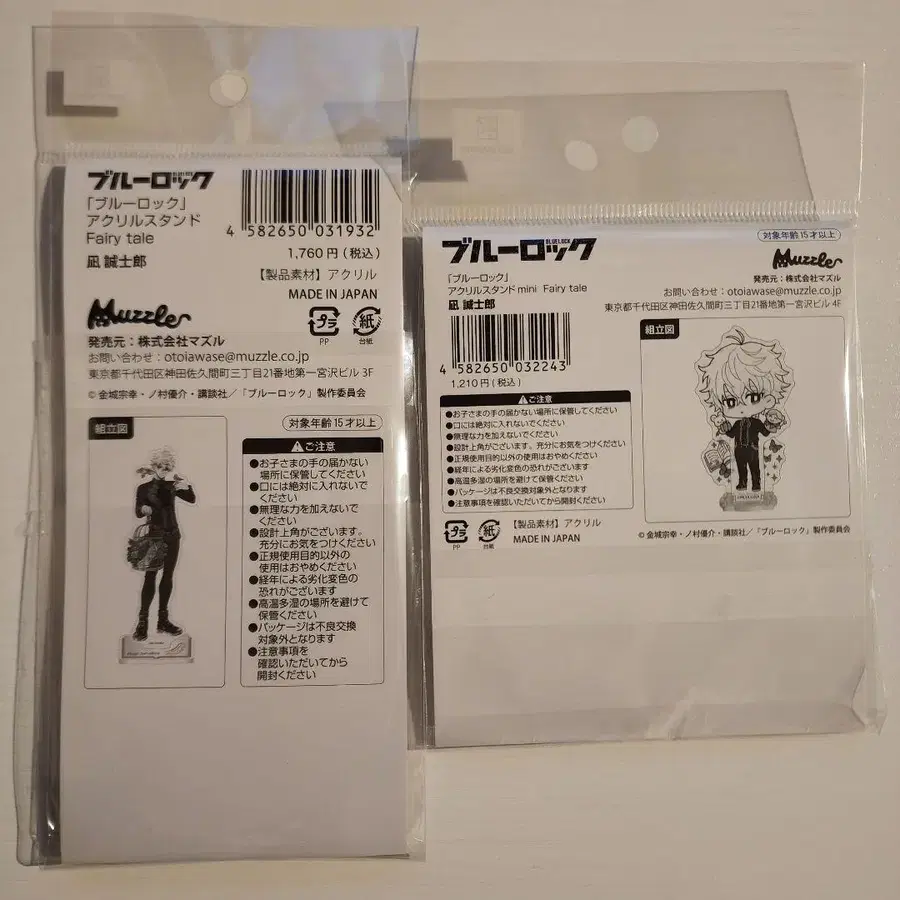 ブルーロック
BLUELOCK
「ブルーロック」
アクリルスタンド
Fairy tale
凪 誠士郎
4 582650 031932
1,760円(税込)
【製品素材】アクリル
MADE IN JAPAN
プラ
PP
紙
台紙
Muzzle
発売元:株式会社マズル
お問い合わせ:otoiawase@muzzle.co.jp
東京都千代田区神田佐久間町三丁目21番地第一宮沢ビル 3F
© 金城宗幸・ノ村優介・講談社/「ブルーロック」製作委員会
組立図
対象年齢15才以上
⚠ご注意
●お子さまの手の届かない
場所に保管してください
●口には絶対に入れないで
ください
●無理な力を加えないで
ください
●設計上角がございます。
充分にお気をつけください
●正規使用目的以外の
使用はおやめください
●経年による劣化変色の
恐れがございます
●高温多湿の場所を避けて
保管ください
●パッケージは不良交換
対象外となります
●注意事項を
確認いただいてから
開封ください
ブルーロック
BLUELOCK
「ブルーロック」
アクリルスタンドmini Fairy tale
凪 誠士郎
4 582650 032243
1,210円(税込)
対象年齢15才以上
Muzzle
発売元:株式会社マズル
お問い合わせ:otoiawase@muzzle.co.jp
東京都千代田区神田佐久間町三丁目21番地第一宮沢ビル 4F
⚠ご注意
●お子さまの手の届かない場所に保管してください
●口には絶対に入れないでください
●無理な力を加えないでください
●設計上角がございます。充分にお気をつけください
●正規使用目的以外の使用はおやめください
●経年による劣化変色の恐れがございます
●高温多湿の場所を避けて保管ください
●パッケージは不良交換対象外となります
●注意事項をご確認いただいてから開封ください
プラ
PP
紙
台紙
【製品素材】アクリル
MADE IN JAPAN
組立図
© 金城宗幸・ノ村優介・講談社/「ブルーロック」製作委員会